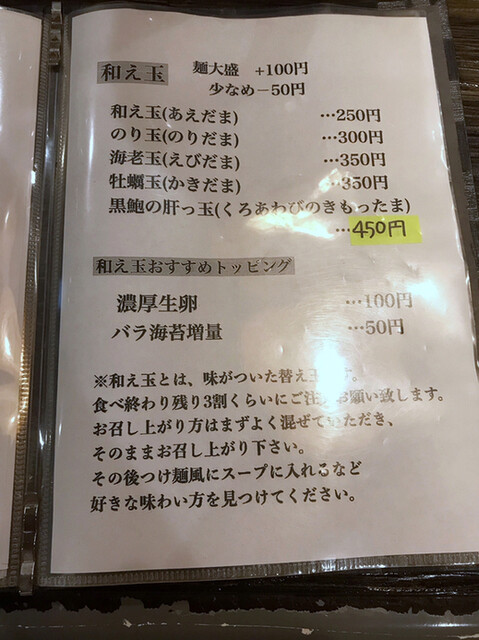 和え玉 麺大盛 +100円
少なめ－50円
和え玉(あえだま) …250円
のり玉(のりだま) …300円
海老玉(えびだま) …350円
牡蠣玉(かきだま) …350円
黒鮑の肝っ玉(くろあわびのきもったま)
…450円
和え玉おすすめトッピング
濃厚生卵 …100円
バラ海苔増量 …50円
※和え玉とは、味がついた替え す。
食べ終わり残り3割くらいにご注 お願い致します。
お召し上がり方はまずよく混ぜていただき、
そのままお召し上がり下さい。
その後つけ麺風にスープに入れるなど
好きな味わい方を見つけてください。